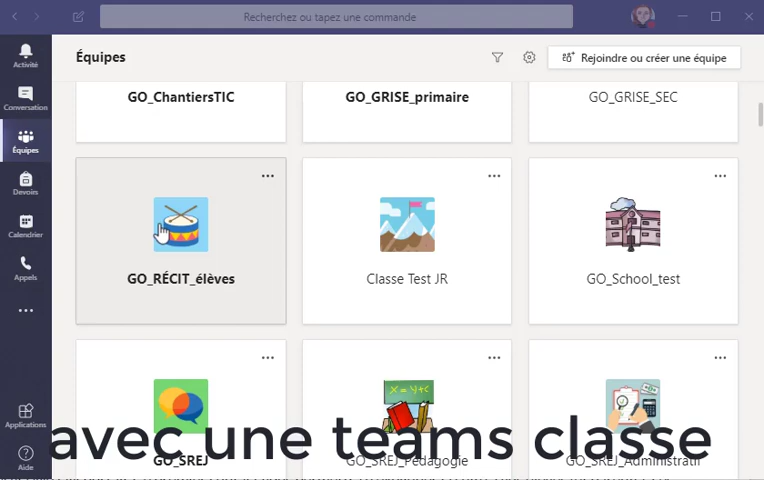 Recherchez ou tapez une commande
Activité
Conversation
Équipes
Devoirs
Calendrier
Appels
Applications
Aide
Équipes
Rejoindre ou créer une équipe
GO_ChantiersTIC
GO_GRISE_primaire
GO_GRISE_SEC
GO_RÉCIT_élèves
Classe Test JR
GO_School_test
GO_SREJ
GO_SREJ_Pédagogie
GO_SREJ_Administratif
avec une teams classe